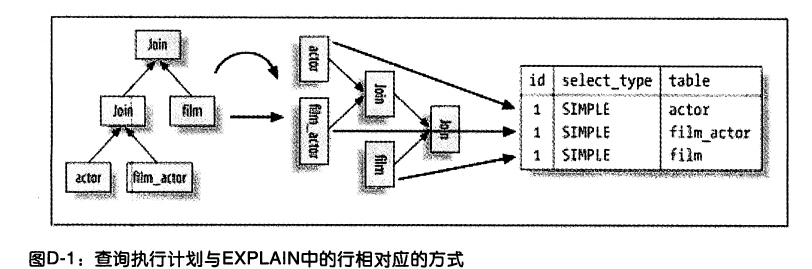 Join
Join
film
actor
film_actor
actor
film_actor
Join
film
Join
id select_type table
1 SIMPLE actor
1 SIMPLE film_actor
1 SIMPLE film
图D-1：查询执行计划与EXPLAIN中的行相对应的方式